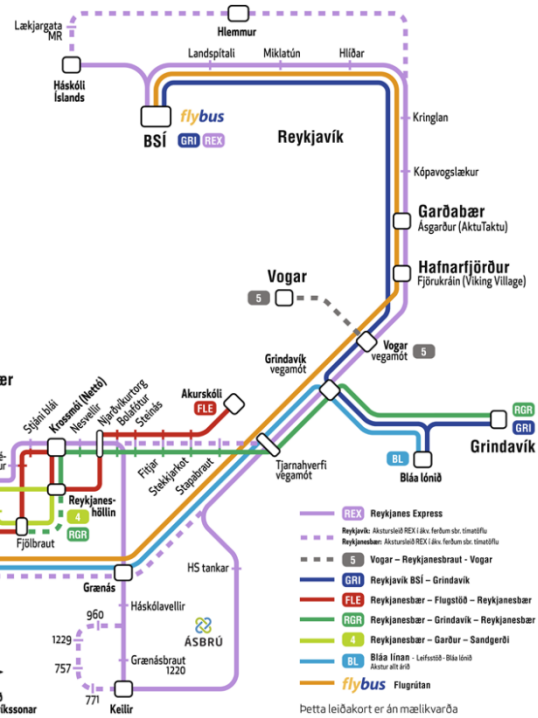 Lækjargata
MR
Hlemmur
Háskóli
Íslands
Landspítali
Miklatún
Hlíðar
BSÍ
flybus
GRI
REX
Reykjavík
Kringlan
Kópavogslækur
Garðabær
Ásgarður (AktuTaktu)
Hafnarfjörður
Fjörukráin (Viking Village)
Vogar
5
Vogar
vegamót
5
Grindavík
vegamót
ær
Stjáni blái
Krossmói (Nettó)
Nesvellir
Njarðvíkurtorg
Bolafótur
Steinás
Akurskóli
FLE
RGR
GRI
Grindavík
BL
Bláa lónið
Fitjar
Stekkjarkot
Stapabraut
Tjarnahverfi
vegamót
ur
Reykjanes-
höllin
4
RGR
Fjölbraut
Grænás
HS tankar
Háskólavellir
960
1229
757
771
ÁSBRÚ
Grænásbraut
1220
Keilir
ikssonar
REX
Reykjanes Express
Reykjavík: Akstursleið REX í ákv. ferðum sbr. tímatöflu
Reykjanesbær: Akstursleið REX í ákv. ferðum sbr. tímatöflu
5
Vogar – Reykjanesbraut - Vogar
GRI
Reykjavík BSÍ – Grindavík
FLE
Reykjanesbær – Flugstöð – Reykjanesbær
RGR
Reykjanesbær – Grindavík – Reykjanesbær
4
Reykjanesbær – Garður – Sandgerði
BL
Bláa línan - Leifsstöð - Bláa lónið
Akstur allt árið
flybus
Flugrútan
Þetta leiðakort er án mælikvarða